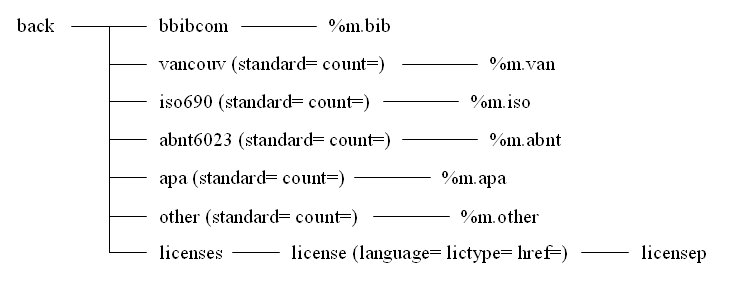 back bbibcom %m.bib
vancouv (standard= count=) %m.van
iso690 (standard= count=) %m.iso
abnt6023 (standard= count=) %m.abnt
apa (standard= count=) %m.apa
other (standard= count=) %m.other
licenses license (language= lictype= href=) licensep